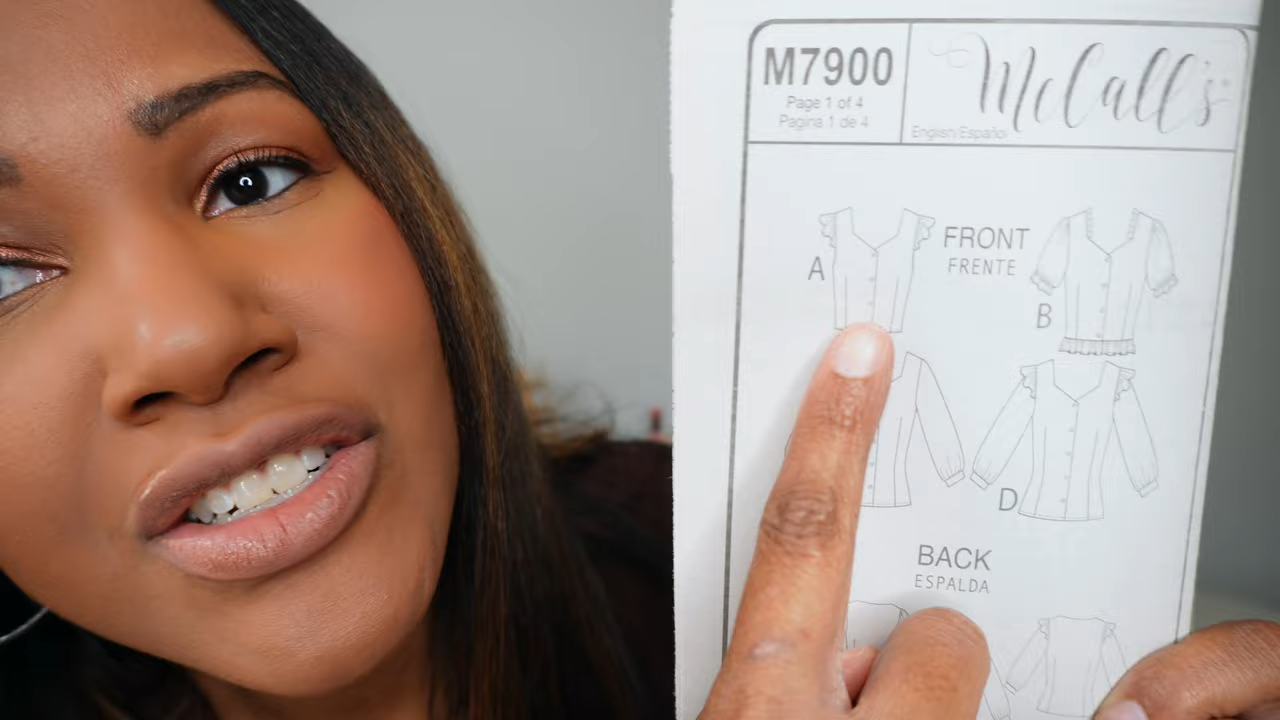 M7900
Page 1 of 4
Pagina 1 de 4
McCall's
English/Español
A
FRONT
FRENTE
B
D
BACK
ESPALDA